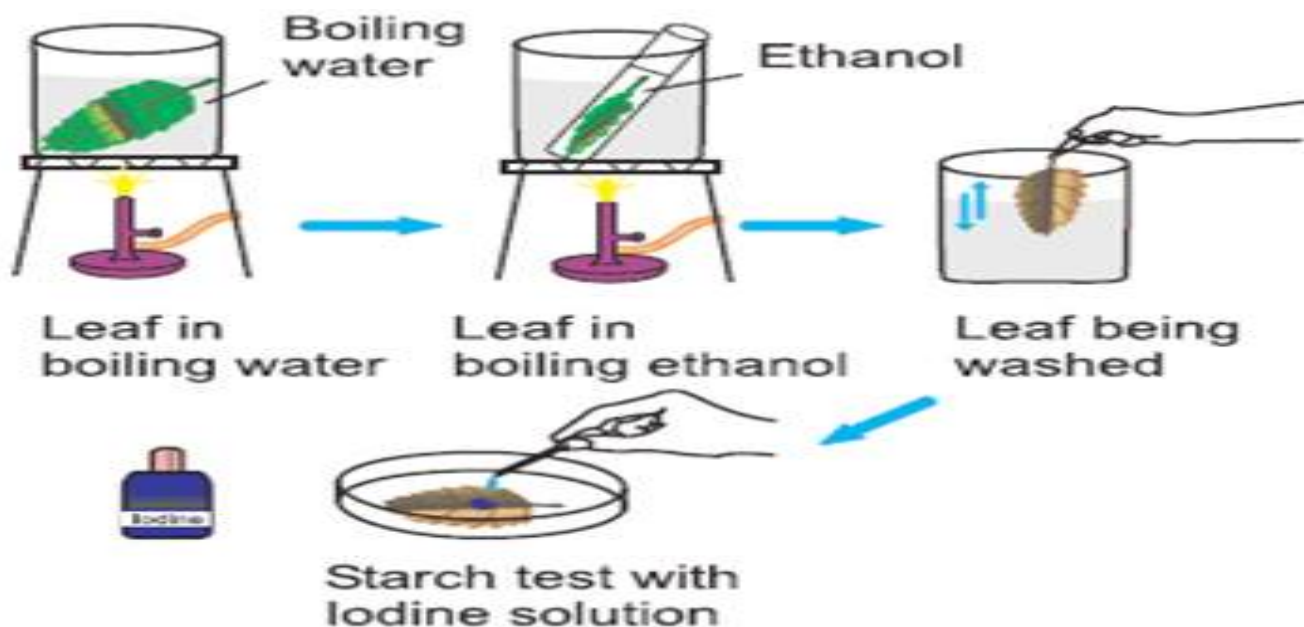 Boiling
water
Ethanol
Leaf in
boiling water
Leaf in
boiling ethanol
Leaf being
washed
Iodine
Starch test with
Iodine solution